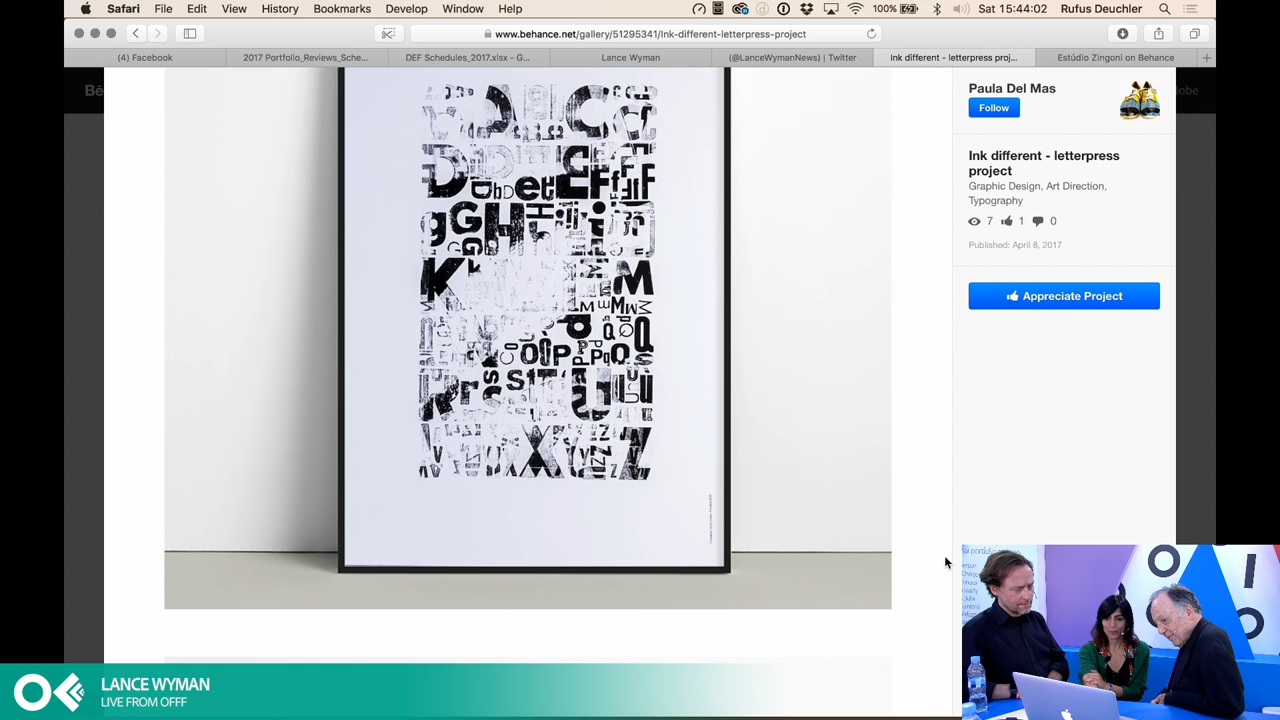 Safari File Edit View History Bookmarks Develop Window Help 100% Sat 15:44:02 Rufus Deuchler
www.behance.net/gallery/51295341/Ink-different-letterpress-project
(4) Facebook 2017 Portfolio_Reviews_Sche... DEF Schedules_2017.xlsx - G... Lance Wyman (@LanceWymanNews) | Twitter Ink different - letterpress proj... Estúdio Zingoni on Behance
Bē
obe
Paula Del Mas
Follow
Ink different - letterpress
project
Graphic Design, Art Direction,
Typography
7 1 0
Published: April 8, 2017
Appreciate Project
LANCE WYMAN
LIVE FROM OFFF